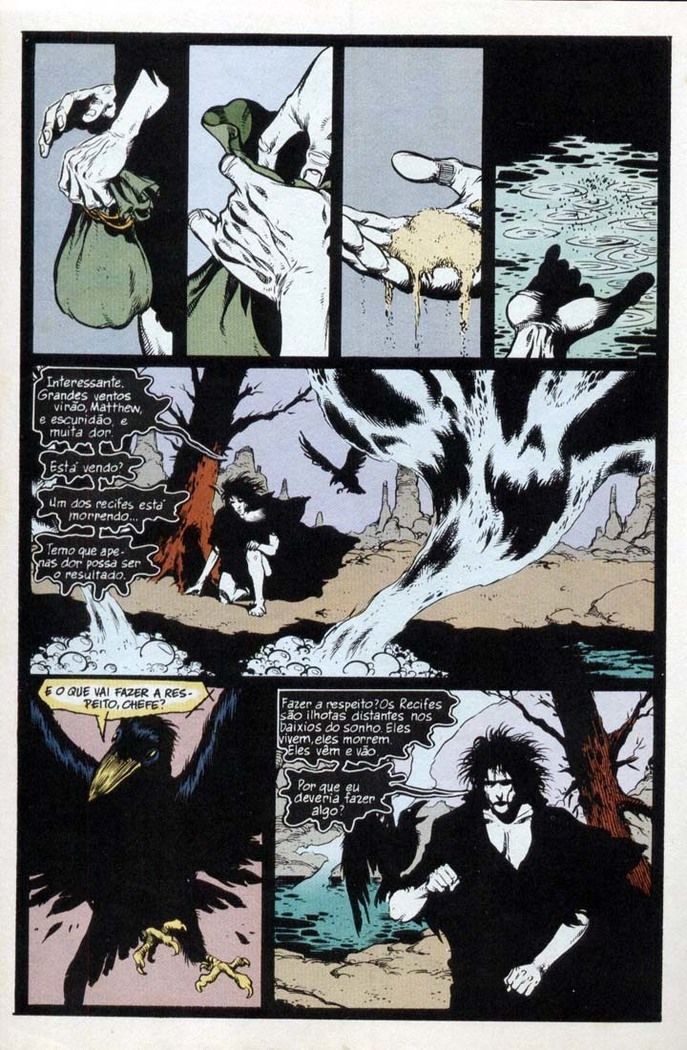 Interessante.
Grandes ventos
virão, Matthew,
e escuridão, e
muita dor.
Está vendo?
Um dos recifes está
morrendo...
Temo que ape-
nas dor possa ser
o resultado.
E O QUE VAI FAZER A RES-
PEITO, CHEFE?
Fazer a respeito? Os Recifes
são ilhotas distantes nos
baixios do sonho. Eles
vivem, eles morrem.
Eles vêm e vão.
Por que eu
deveria fazer
algo?